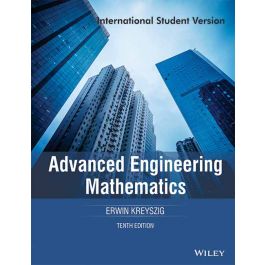 International Student Version
Advanced Engineering
Mathematics
ERWIN KREYSZIG
TENTH EDITION
WILEY